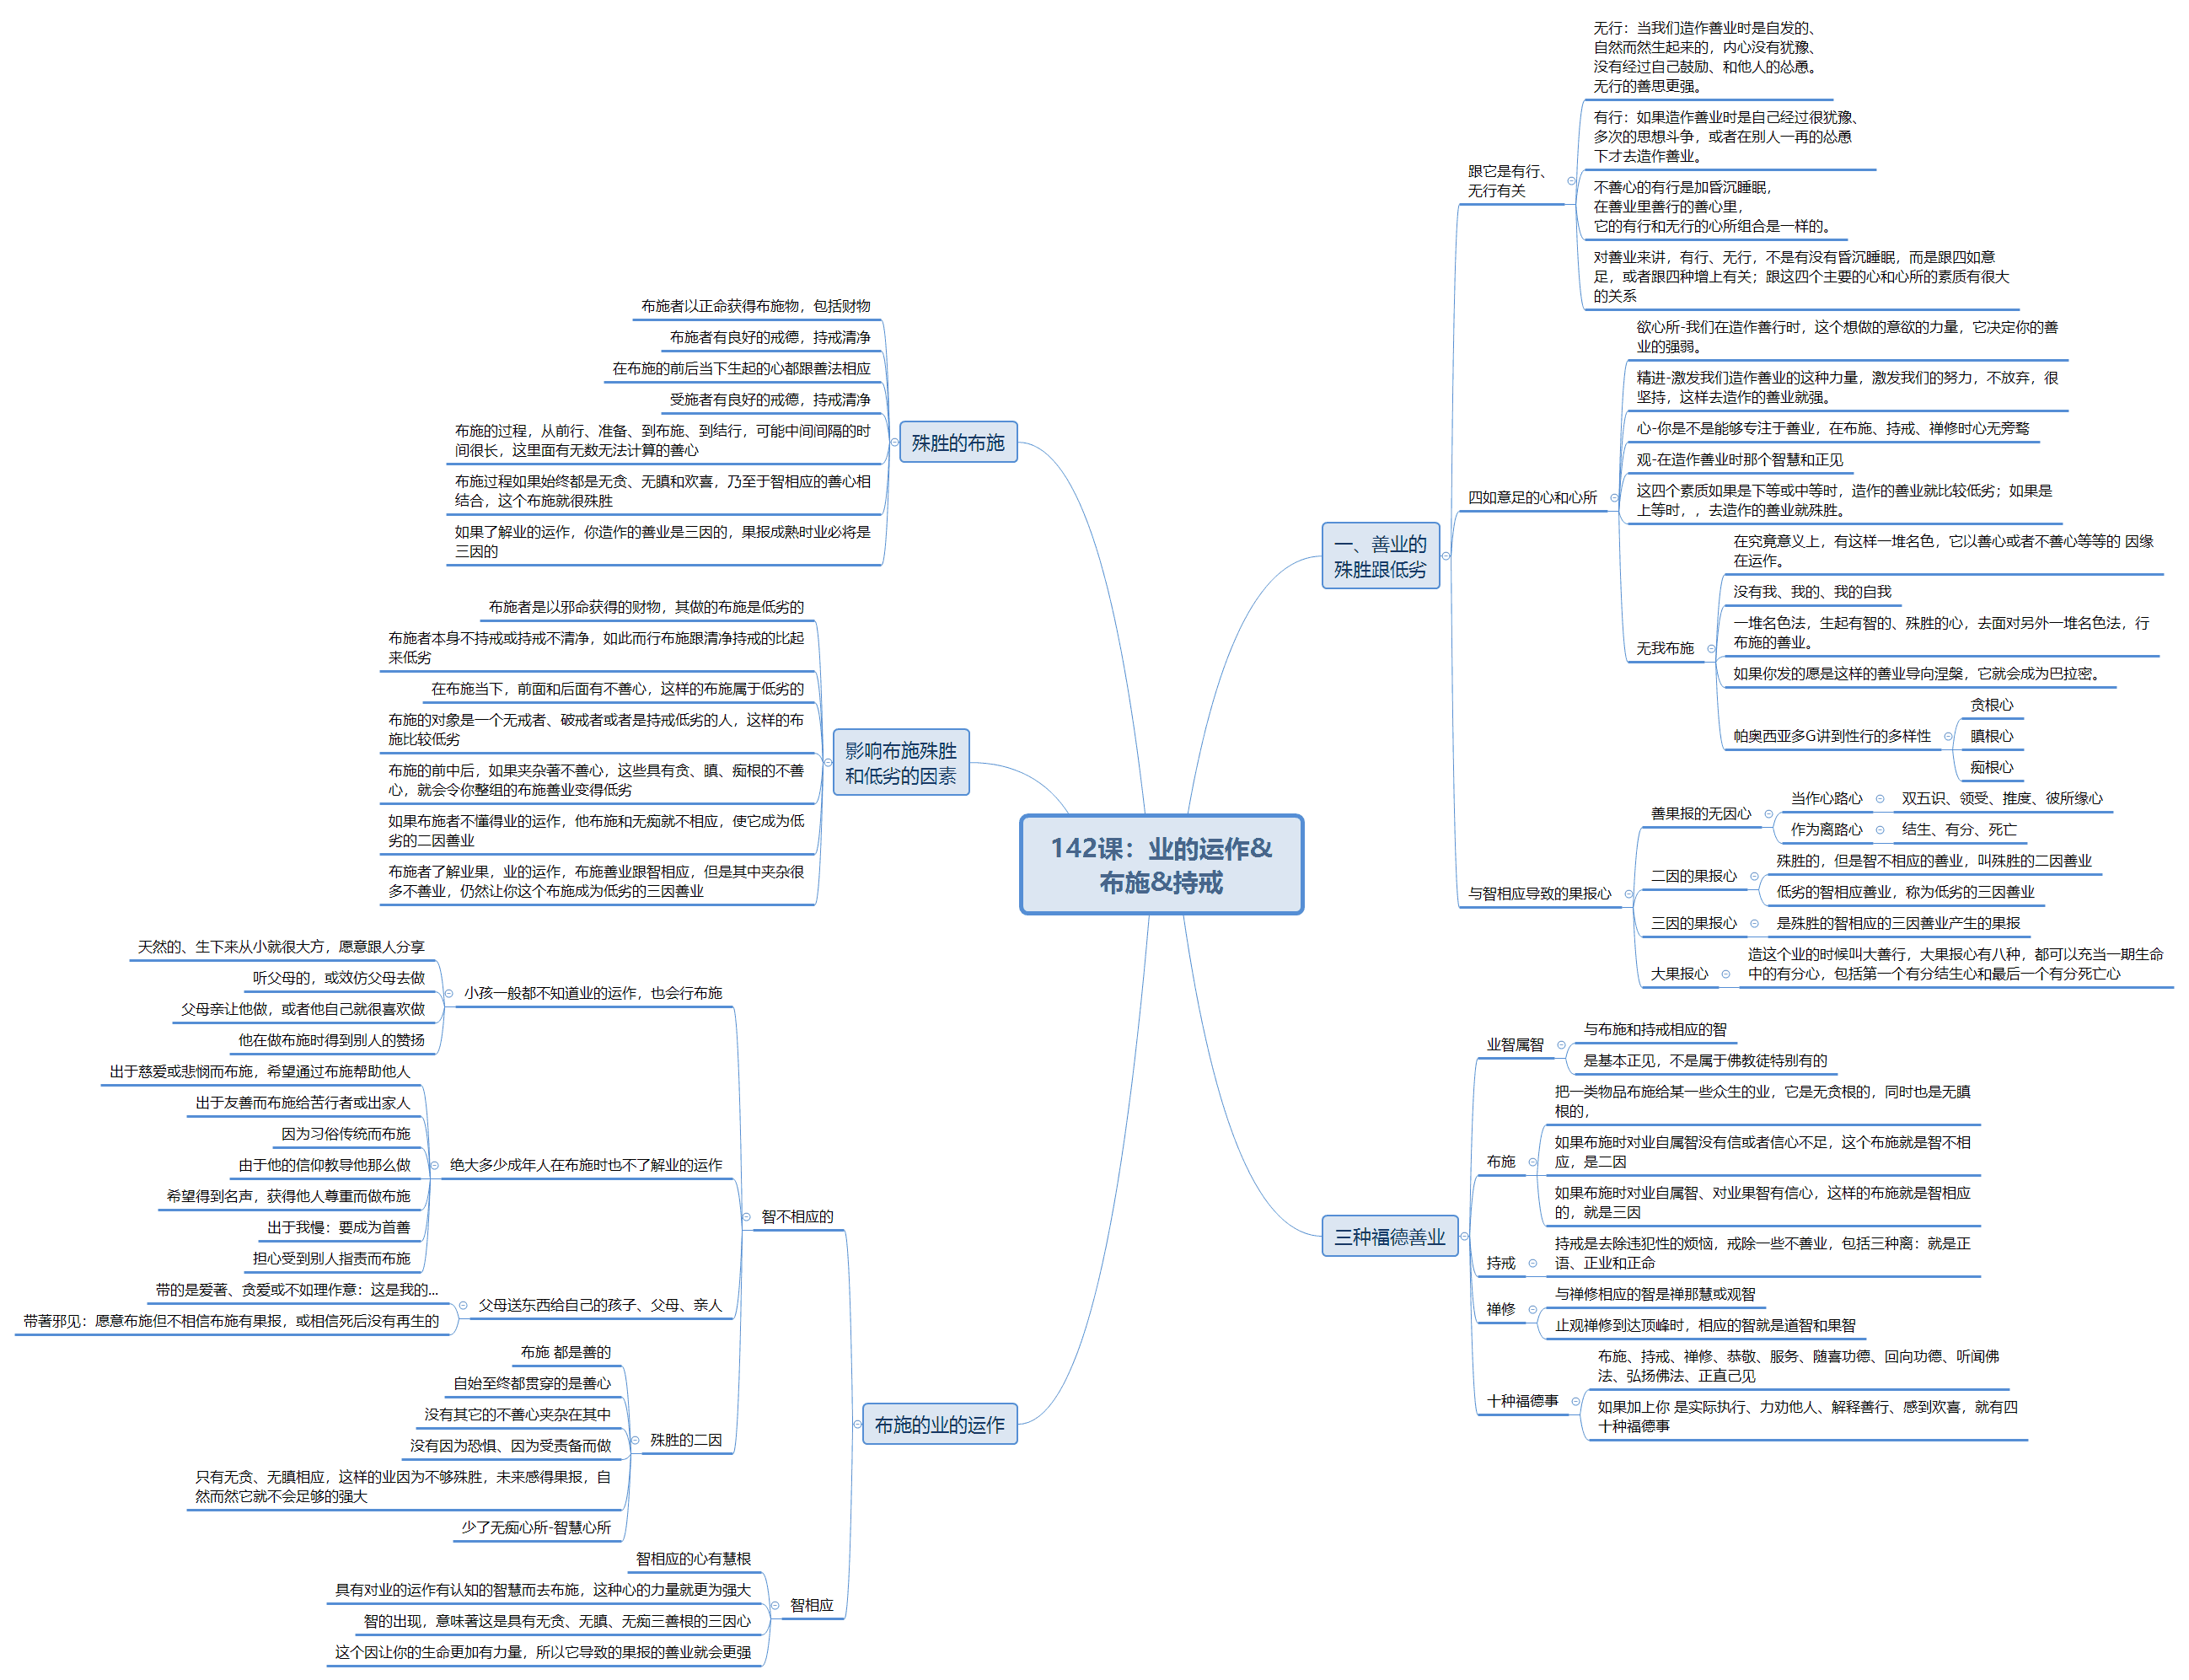 142课：业的运作&
布施&持戒
一、善业的
殊胜跟低劣
跟它是有行、
无行有关
无行：当我们造作善业时是自发的、
自然而然生起来的，内心没有犹豫、
没有经过自己鼓励、和他人的怂恿。
无行的善思更强。
有行：如果造作善业时是自己经过很犹豫、
多次的思想斗争，或者在别人一再的怂恿
下才去造作善业。
不善心的有行是加昏沉睡眠，
在善业里善行的善心里，
它的有行和无行的心所组合是一样的。
对善业来讲，有行、无行，不是有没有昏沉睡眠，而是跟四如意
足，或者跟四种增上有关；跟这四个主要的心和心所的素质有很大
的关系
四如意足的心和心所
欲心所-我们在造作善行时，这个想做的意欲的力量，它决定你的善
业的强弱。
精进-激发我们造作善业的这种力量，激发我们的努力，不放弃，很
坚持，这样去造作的善业就强。
心-你是不是能够专注于善业，在布施、持戒、禅修时心无旁骛
观-在造作善业时那个智慧和正见
这四个素质如果是下等或中等时，造作的善业就比较低劣；如果是
上等时，，去造作的善业就殊胜。
无我布施
在究竟意义上，有这样一堆名色，它以善心或者不善心等等的 因缘
在运作。
没有我、我的、我的自我
一堆名色法，生起有智的、殊胜的心，去面对另外一堆名色法，行
布施的善业。
如果你发的愿是这样的善业导向涅槃，它就会成为巴拉密。
帕奥西亚多G讲到性行的多样性
贪根心
瞋根心
痴根心
与智相应导致的果报心
善果报的无因心
当作心路心
双五识、领受、推度、彼所缘心
作为离路心
结生、有分、死亡
二因的果报心
殊胜的，但是智不相应的善业，叫殊胜的二因善业
低劣的智相应善业，称为低劣的三因善业
三因的果报心
是殊胜的智相应的三因善业产生的果报
大果报心
造这个业的时候叫大善行，大果报心有八种，都可以充当一期生命
中的有分心，包括第一个有分结生心和最后一个有分死亡心
三种福德善业
业智属智
与布施和持戒相应的智
是基本正见，不是属于佛教徒特别有的
布施
把一类物品布施给某一些众生的业，它是无贪根的，同时也是无瞋
根的，
如果布施时对业自属智没有信或者信心不足，这个布施就是智不相
应，是二因
如果布施时对业自属智、对业果智有信心，这样的布施就是智相应
的，就是三因
持戒
持戒是去除违犯性的烦恼，戒除一些不善业，包括三种离：就是正
语、正业和正命
禅修
与禅修相应的智是禅那慧或观智
止观禅修到达顶峰时，相应的智就是道智和果智
十种福德事
布施、持戒、禅修、恭敬、服务、随喜功德、回向功德、听闻佛
法、弘扬佛法、正直己见
如果加上你 是实际执行、力劝他人、解释善行、感到欢喜，就有四
十种福德事
殊胜的布施
布施者以正命获得布施物，包括财物
布施者有良好的戒德，持戒清净
在布施的前后当下生起的心都跟善法相应
受施者有良好的戒德，持戒清净
布施的过程，从前行、准备、到布施、到结行，可能中间间隔的时
间很长，这里面有无数无法计算的善心
布施过程如果始终都是无贪、无瞋和欢喜，乃至于智相应的善心相
结合，这个布施就很殊胜
如果了解业的运作，你造作的善业是三因的，果报成熟时业必将是
三因的
影响布施殊胜
和低劣的因素
布施者是以邪命获得的财物，其做的布施是低劣的
布施者本身不持戒或持戒不清净，如此而行布施跟清净持戒的比起
来低劣
在布施当下，前面和后面有不善心，这样的布施属于低劣的
布施的对象是一个无戒者、破戒者或者是持戒低劣的人，这样的布
施比较低劣
布施的前中后，如果夹杂著不善心，这些具有贪、瞋、痴根的不善
心，就会令你整组的布施善业变得低劣
如果布施者不懂得业的运作，他布施和无痴就不相应，使它成为低
劣的二因善业
布施者了解业果，业的运作，布施善业跟智相应，但是其中夹杂很
多不善业，仍然让你这个布施成为低劣的三因善业
布施的业的运作
智不相应的
小孩一般都不知道业的运作，也会行布施
天然的、生下来从小就很大方，愿意跟人分享
听父母的，或效仿父母去做
父母亲让他做，或者他自己就很喜欢做
他在做布施时得到别人的赞扬
绝大多少成年人在布施时也不了解业的运作
出于慈爱或悲悯而布施，希望通过布施帮助他人
出于友善而布施给苦行者或出家人
因为习俗传统而布施
由于他的信仰教导他那么做
希望得到名声，获得他人尊重而做布施
出于我慢：要成为首善
担心受到别人指责而布施
父母送东西给自己的孩子、父母、亲人
带的是爱著、贪爱或不如理作意：这是我的...
带著邪见：愿意布施但不相信布施有果报，或相信死后没有再生的
殊胜的二因
布施 都是善的
自始至终都贯穿的是善心
没有其它的不善心夹杂在其中
没有因为恐惧、因为受责备而做
只有无贪、无瞋相应，这样的业因为不够殊胜，未来感得果报，自
然而然它就不会足够的强大
少了无痴心所-智慧心所
智相应
智相应的心有慧根
具有对业的运作有认知的智慧而去布施，这种心的力量就更为强大
智的出现，意味著这是具有无贪、无瞋、无痴三善根的三因心
这个因让你的生命更加有力量，所以它导致的果报的善业就会更强